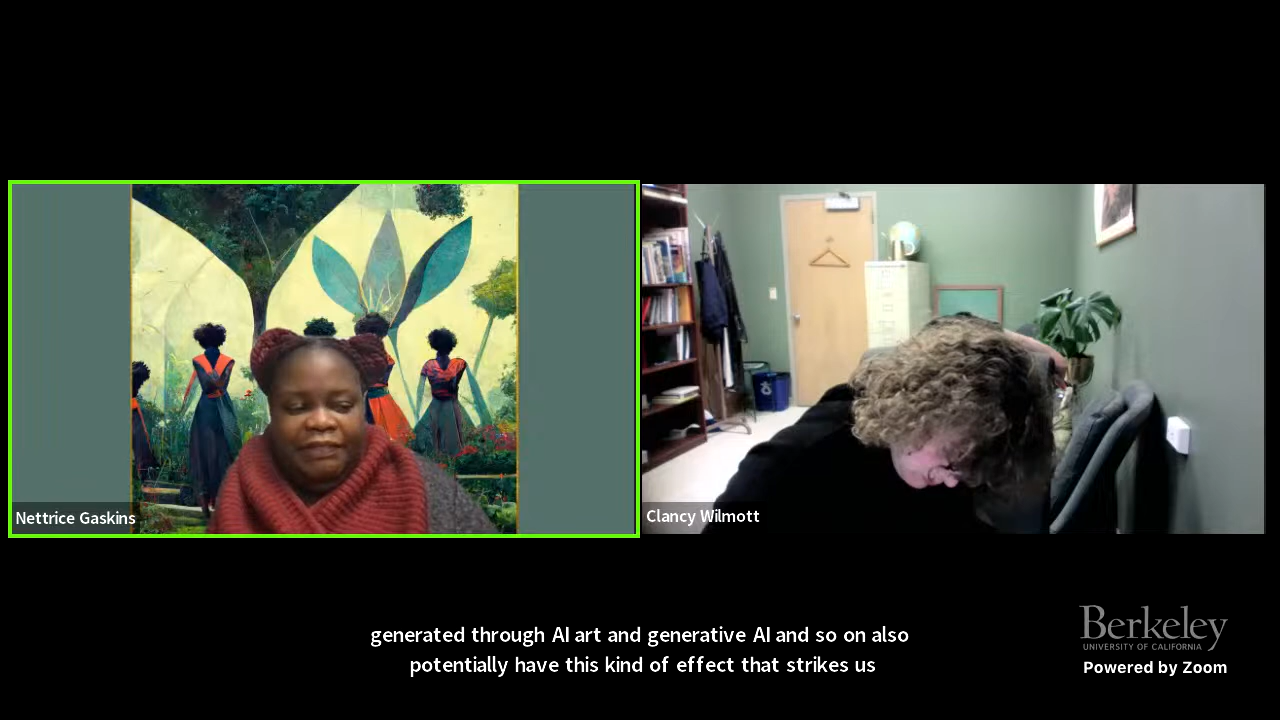 Nettrice Gaskins
Clancy Wilmott
generated through AI art and generative AI and so on also
potentially have this kind of effect that strikes us
Berkeley
UNIVERSITY OF CALIFORNIA
Powered by Zoom